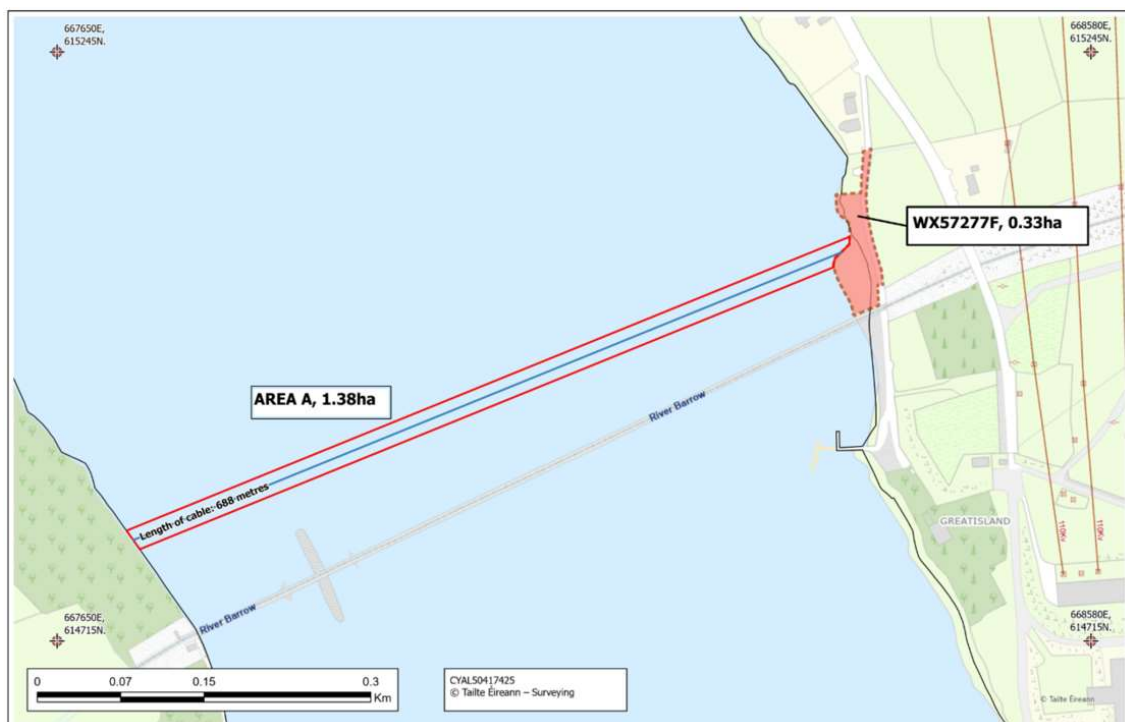 667650E,
615245N.
668580E,
615245N.
WX57277F, 0.33ha
AREA A, 1.38ha
River Barrow
Length of cable: 688 metres
GREATISLAND
110KV
110KV
River Barrow
667650E,
614715N.
668580E,
614715N.
0 0.07 0.15 0.3
Km
CYAL50417425
© Tailte Éireann – Surveying
© Tailte Éireann